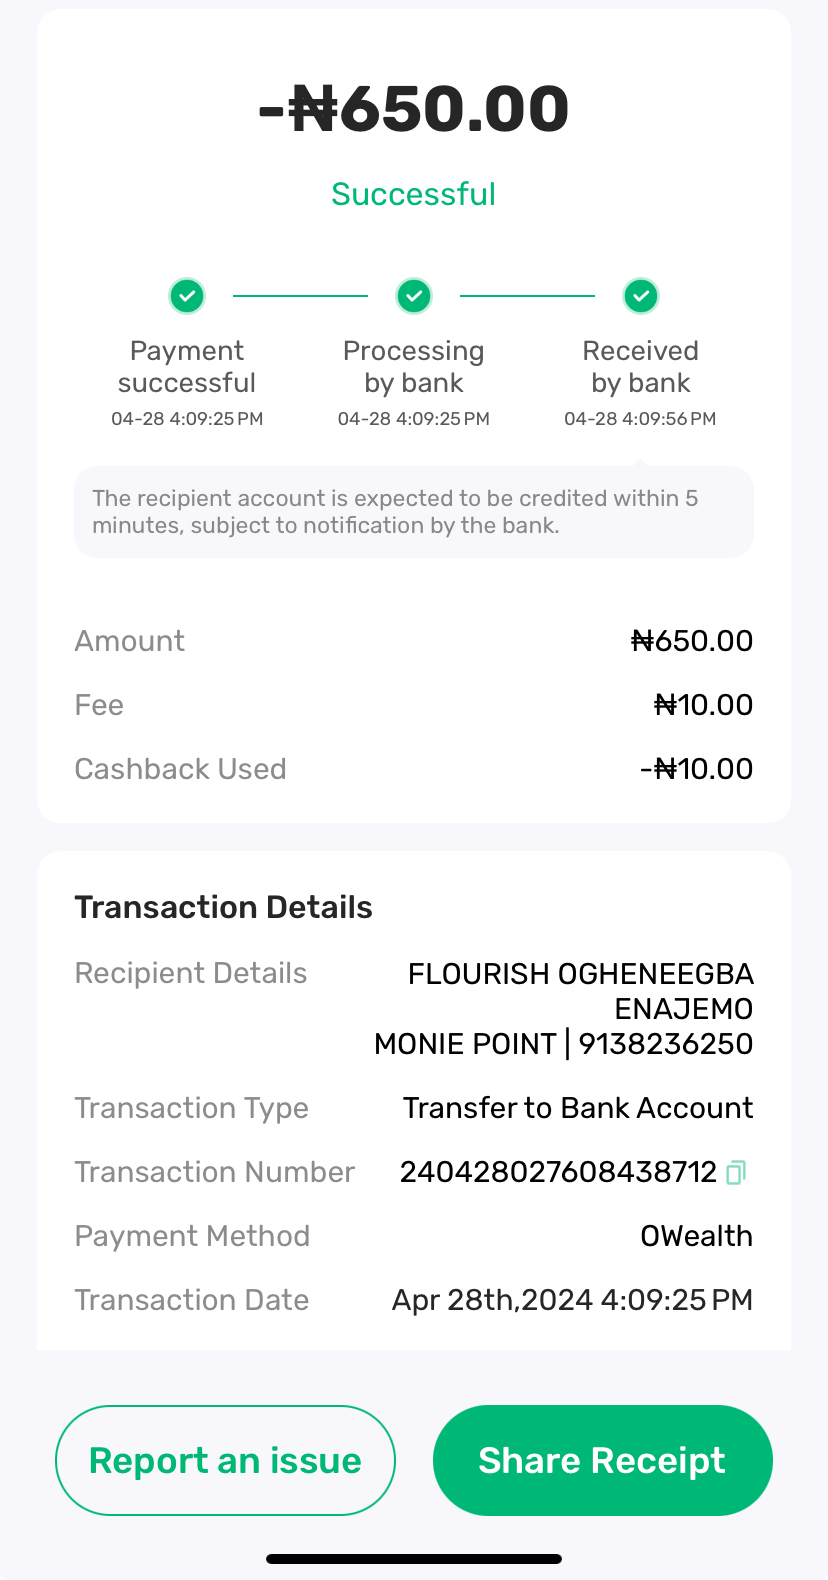 -₦650.00
Successful
Payment successful
04-28 4:09:25 PM
Processing by bank
04-28 4:09:25 PM
Received by bank
04-28 4:09:56 PM
The recipient account is expected to be credited within 5
minutes, subject to notification by the bank.
Amount ₦650.00
Fee ₦10.00
Cashback Used -₦10.00
Transaction Details
Recipient Details FLOURISH OGHENEEGBA
ENAJEMO
MONIE POINT | 9138236250
Transaction Type Transfer to Bank Account
Transaction Number 240428027608438712
Payment Method OWealth
Transaction Date Apr 28th,2024 4:09:25 PM
Report an issue Share Receipt